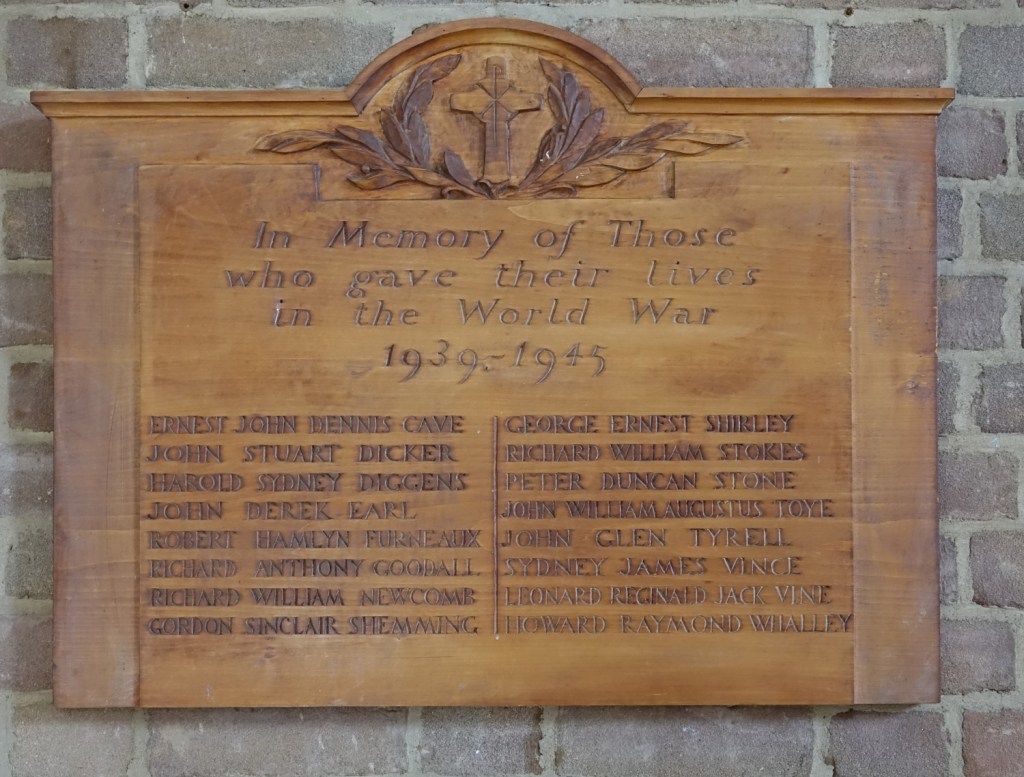 In Memory of Those
who gave their lives
in the World War
1939-1945
ERNEST JOHN DENNIS CAVE
JOHN STUART DICKER
HAROLD SYDNEY DIGGENS
JOHN DEREK EARL
ROBERT HAMLYN FURNEAUX
RICHARD ANTHONY GOODALL
RICHARD WILLIAM NEWCOMB
GORDON SINCLAIR SHEMMING
GEORGE ERNEST SHIRLEY
RICHARD WILLIAM STOKES
PETER DUNCAN STONE
JOHN WILLIAM AUGUSTUS TOYE
JOHN GLEN TYRELL
SYDNEY JAMES VINCE
LEONARD REGINALD JACK VINE
HOWARD RAYMOND WHALLEY